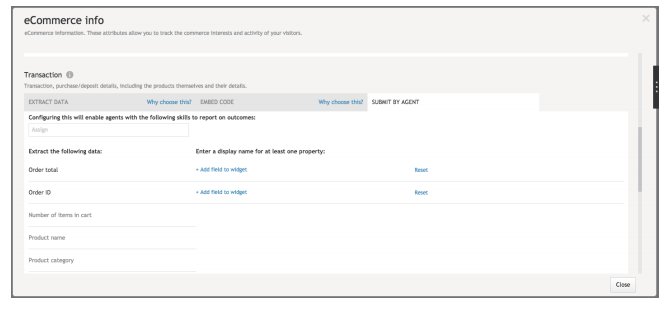 eCommerce info
eCommerce information. These attributes allow you to track the commerce interests and activity of your visitors.
Transaction
Transaction, purchase/deposit details, including the products themselves and their details.
EXTRACT DATA Why choose this? EMBED CODE Why choose this? SUBMIT BY AGENT
Configuring this will enable agents with the following skills to report on outcomes:
Assign
Extract the following data: Enter a display name for at least one property:
Order total + Add field to widget Reset
Order ID + Add field to widget Reset
Number of items in cart
Product name
Product category
Close